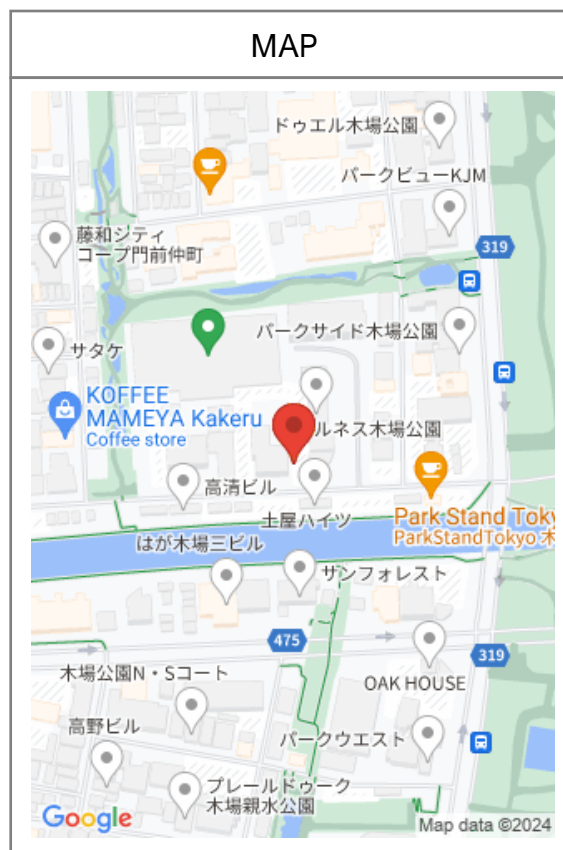 MAP
ドゥエル木場公園
パークビューKJM
藤和シティ
コープ門前仲町
319
パークサイド木場公園
サタケ
KOFFEE
MAMEYA Kakeru
Coffee store
ルネス木場公園
高清ビル
土屋ハイツ
Park Stand Toky
ParkStandTokyo 木
はが木場三ビル
サンフォレスト
475
319
木場公園N・Sコート
OAK HOUSE
高野ビル
パークウエスト
プレールドゥーク
木場親水公園
Google
Map data ©2024